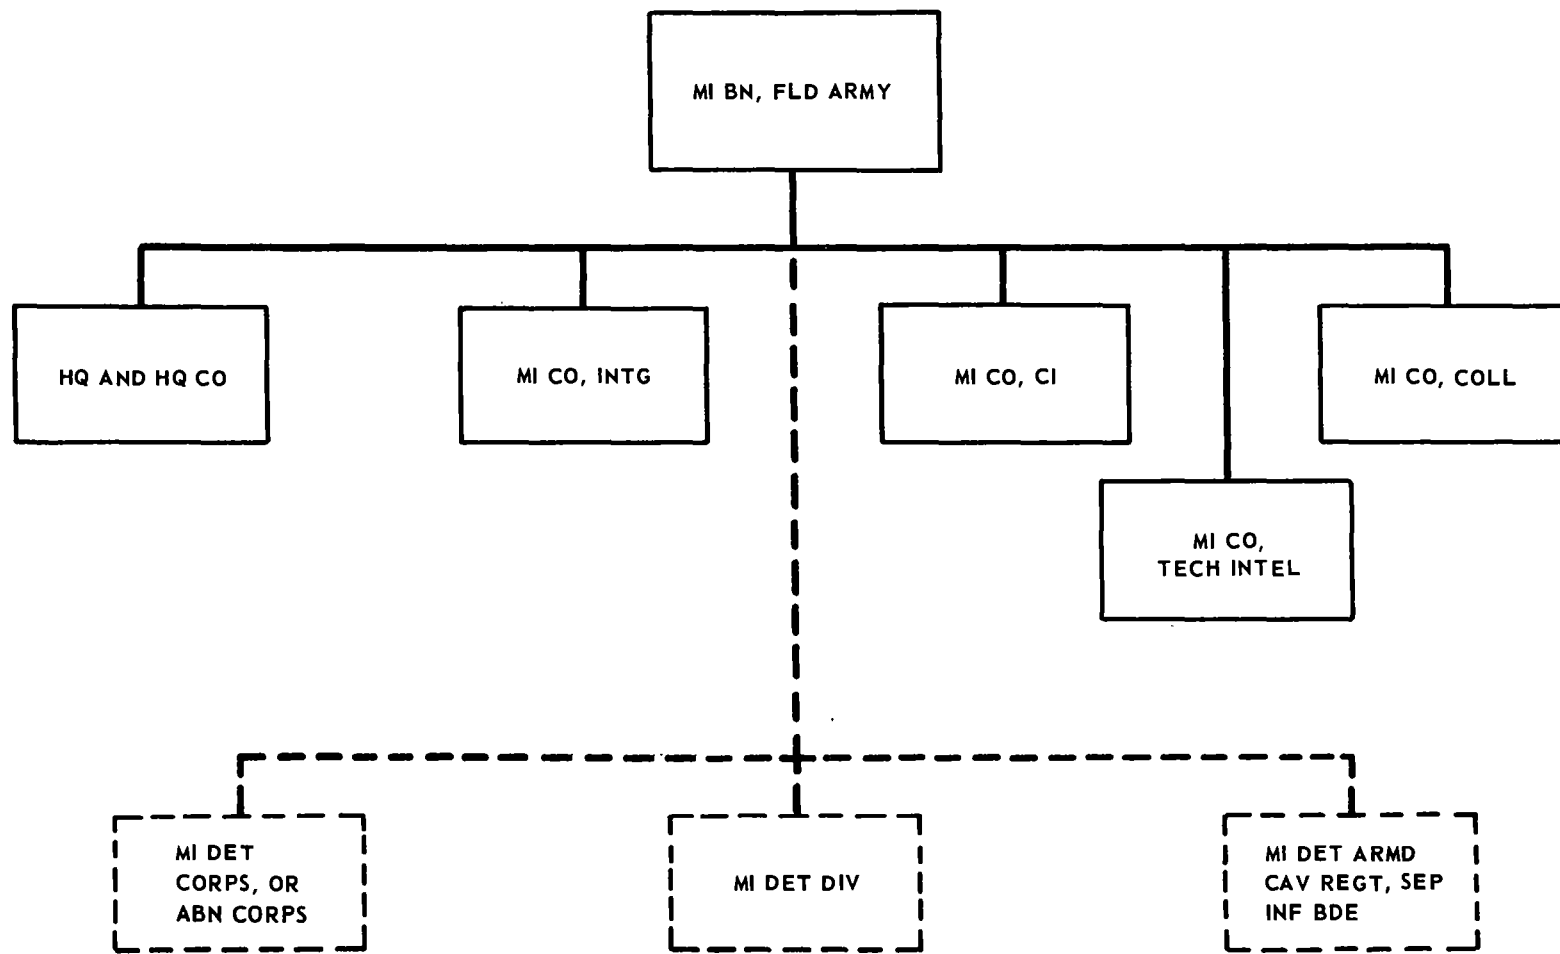 MI BN, FLD ARMY
HQ AND HQ CO
MI CO, INTG
MI CO, CI
MI CO, COLL
MI CO,
TECH INTEL
MI DET
CORPS, OR
ABN CORPS
MI DET DIV
MI DET ARMD
CAV REGT, SEP
INF BDE